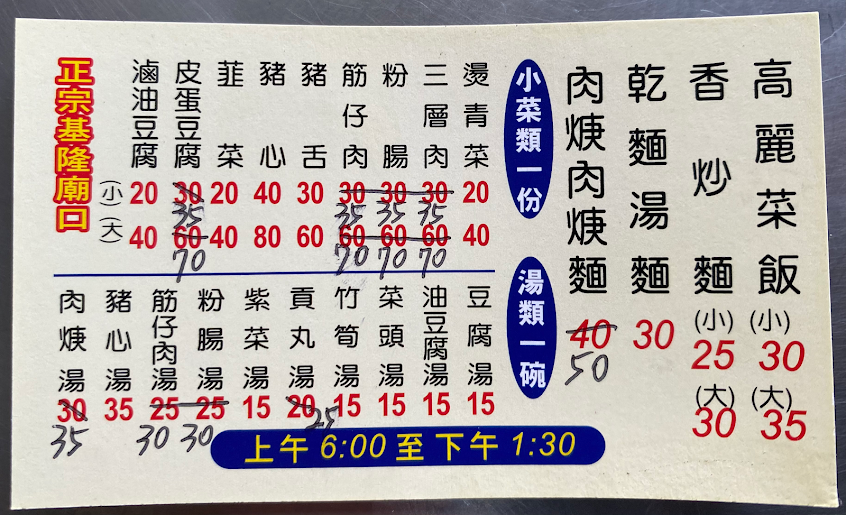 高麗菜飯
(小) 30
(大) 35
香炒麵
(小) 25
(大) 30
乾麵湯麵
30
肉焿肉焿麵
40 50
小菜類一份
燙青菜 20 40
三層肉 30 35 60 70
粉腸 30 35 60 70
筋仔肉 30 35 60 70
豬舌 30 60
豬心 40 80
韮菜 20 40
皮蛋豆腐 30 35 60 70
滷油豆腐 20 40
(小)
(大)
正宗基隆廟口
湯類一碗
豆腐湯 15
油豆腐湯 15
菜頭湯 15
竹筍湯 15
貢丸湯 20 25
紫菜湯 15
粉腸湯 25 30
筋仔肉湯 25 30
豬心湯 35
肉焿湯 30 35
上午 6:00 至 下午 1:30